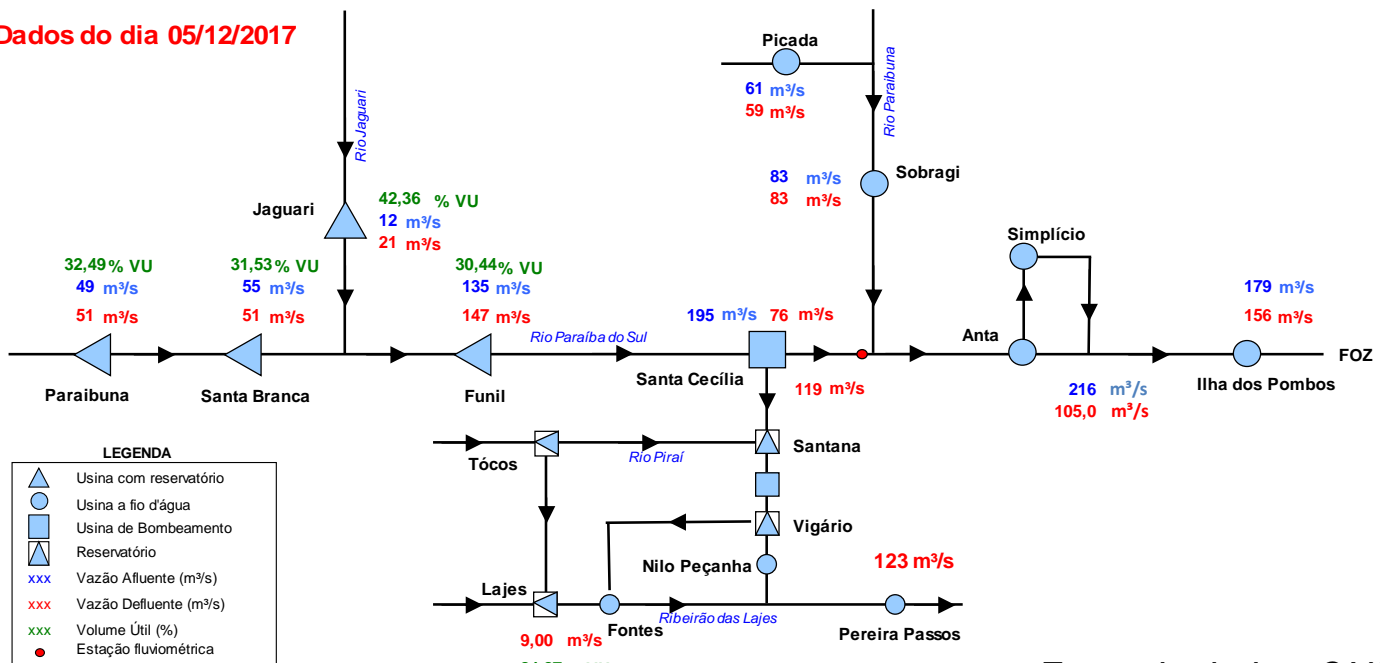 Dados do dia 05/12/2017
Picada
61 m³/s
59 m³/s
Rio Jaguari
Rio Paraibuna
83 m³/s
83 m³/s
Sobragi
Jaguari
42,36 % VU
12 m³/s
21 m³/s
Simplício
32,49 % VU
49 m³/s
51 m³/s
31,53 % VU
55 m³/s
51 m³/s
30,44 % VU
135 m³/s
147 m³/s
Rio Paraíba do Sul
195 m³/s 76 m³/s
179 m³/s
156 m³/s
Anta
FOZ
Paraibuna
Santa Branca
Funil
Santa Cecília
119 m³/s
216 m³/s
105,0 m³/s
Ilha dos Pombos
LEGENDA
Usina com reservatório
Usina a fio d'água
Usina de Bombeamento
Reservatório
xxx Vazão Afluente (m³/s)
xxx Vazão Defluente (m³/s)
xxx Volume Útil (%)
Estação fluviométrica
Tócos
Rio Piraí
Santana
Vigário
Nilo Peçanha
123 m³/s
Lajes
Fontes
Ribeirão das Lajes
Pereira Passos
9,00 m³/s